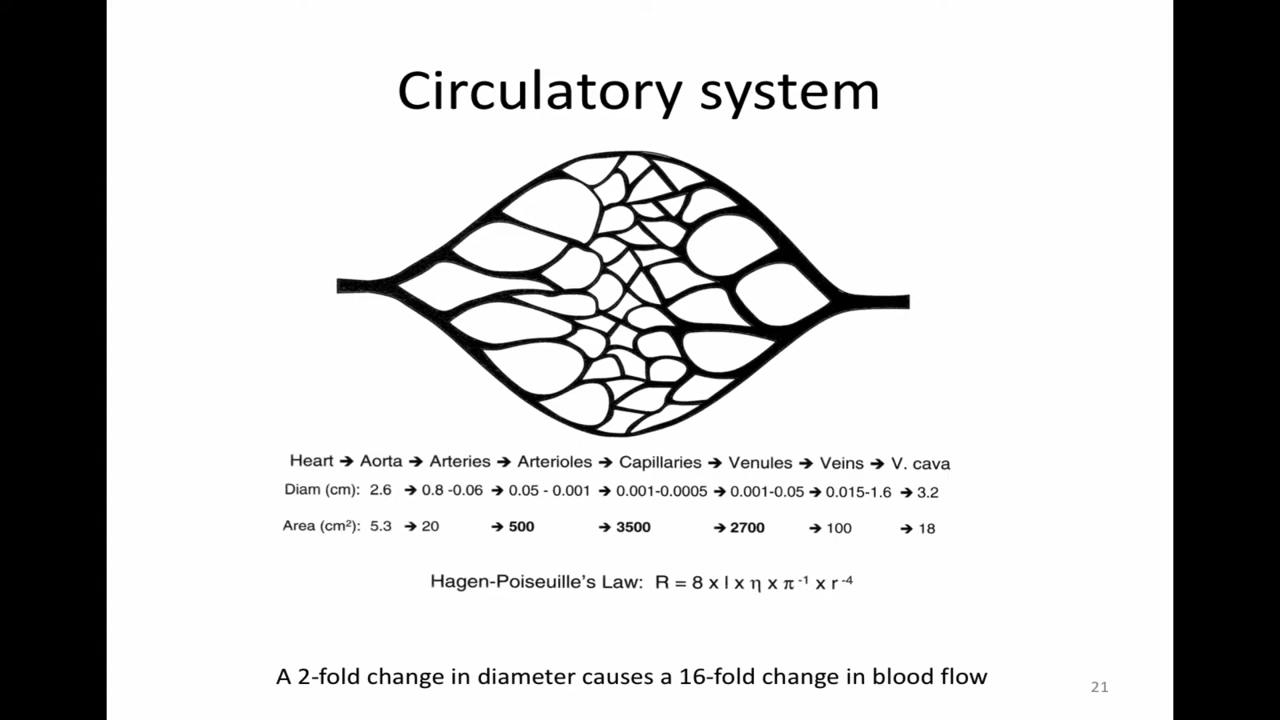 Circulatory system
Heart ➔ Aorta ➔ Arteries ➔ Arterioles ➔ Capillaries ➔ Venules ➔ Veins ➔ V. cava
Diam (cm): 2.6 ➔ 0.8 -0.06 ➔ 0.05 - 0.001 ➔ 0.001-0.0005 ➔ 0.001-0.05 ➔ 0.015-1.6 ➔ 3.2
Area (cm²): 5.3 ➔ 20 ➔ 500 ➔ 3500 ➔ 2700 ➔ 100 ➔ 18
Hagen-Poiseuille's Law: R = 8 x l x η x π⁻¹ x r⁻⁴
A 2-fold change in diameter causes a 16-fold change in blood flow
21